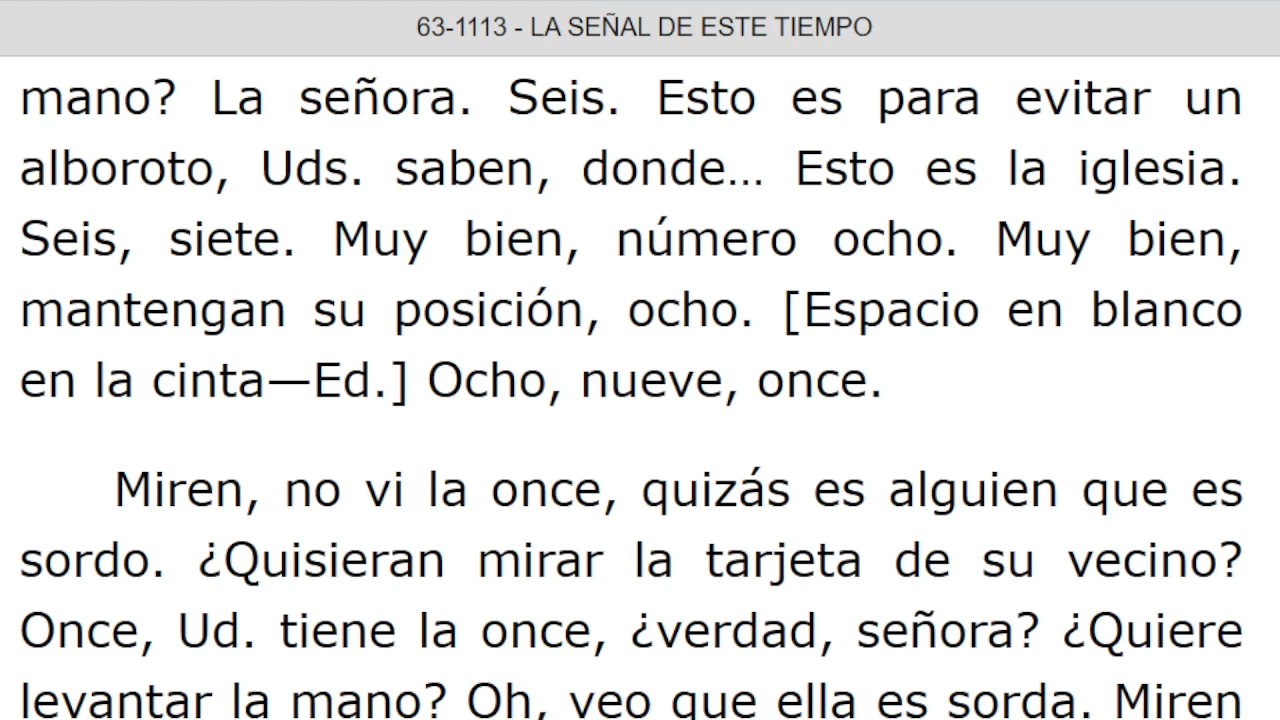 63-1113 - LA SEÑAL DE ESTE TIEMPO
mano? La señora. Seis. Esto es para evitar un
alboroto, Uds. saben, donde... Esto es la iglesia.
Seis, siete. Muy bien, número ocho. Muy bien,
mantengan su posición, ocho. [Espacio en blanco
en la cinta—Ed.] Ocho, nueve, once.
Miren, no vi la once, quizás es alguien que es
sordo. ¿Quisieran mirar la tarjeta de su vecino?
Once, Ud. tiene la once, ¿verdad, señora? ¿Quiere
levantar la mano? Oh, veo que ella es sorda. Miren